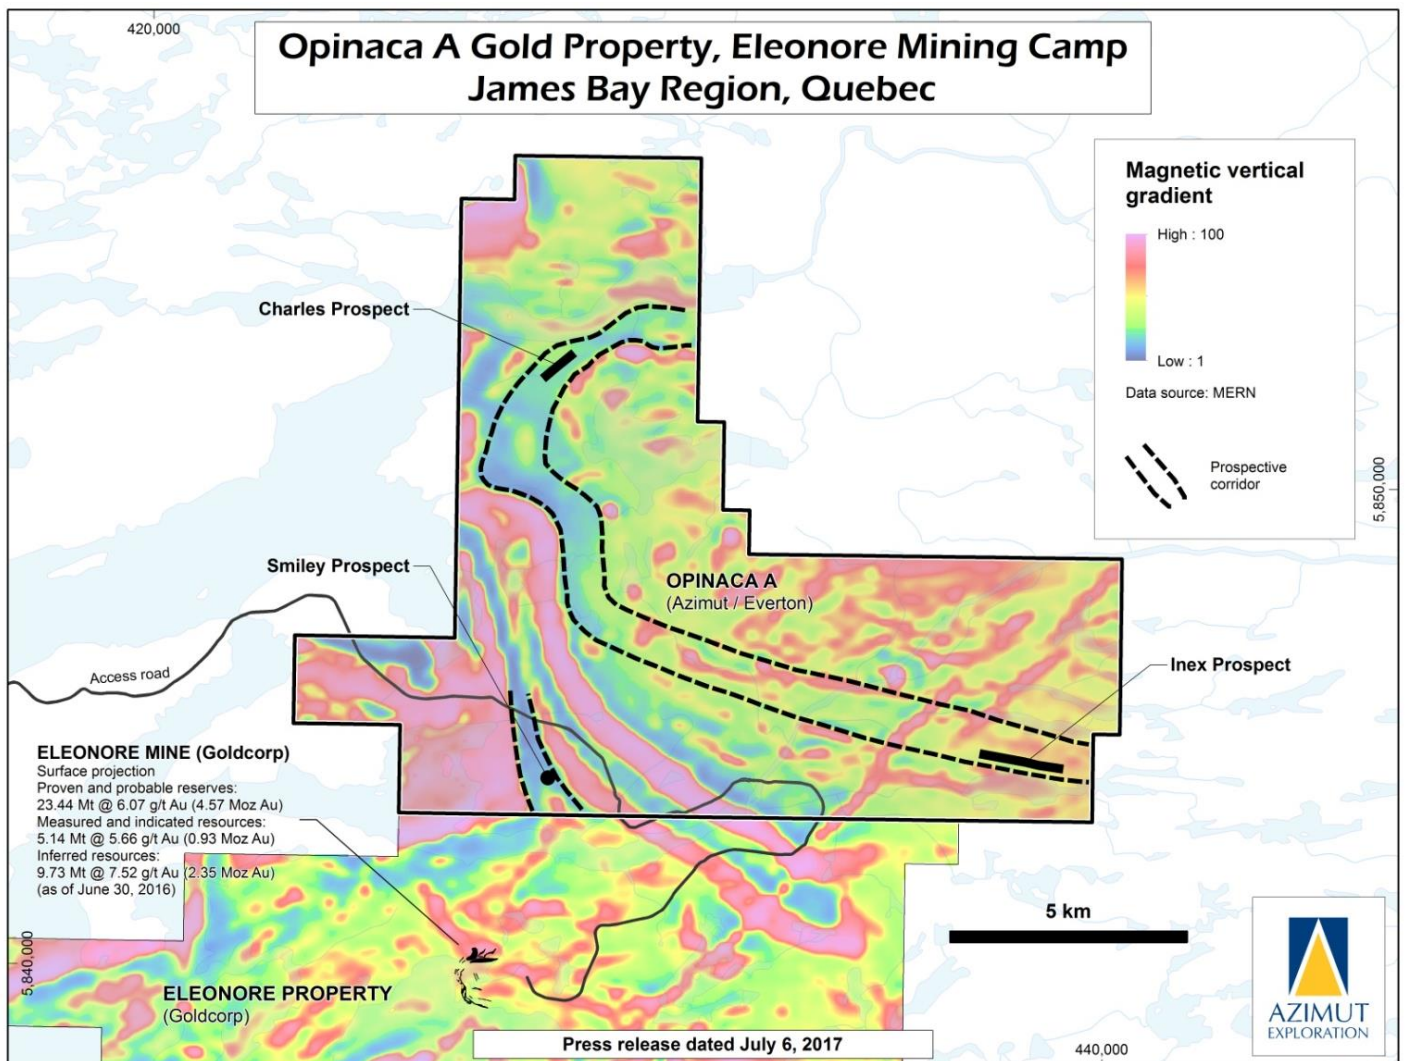 420,000
Opinaca A Gold Property, Eleonore Mining Camp
James Bay Region, Quebec
Magnetic vertical
gradient
High : 100
Low : 1
Data source: MERN
Prospective
corridor
5,850,000
Charles Prospect
Smiley Prospect
OPINACA A
(Azimut / Everton)
Inex Prospect
Access road
ELEONORE MINE (Goldcorp)
Surface projection
Proven and probable reserves:
23.44 Mt @ 6.07 g/t Au (4.57 Moz Au)
Measured and indicated resources:
5.14 Mt @ 5.66 g/t Au (0.93 Moz Au)
Inferred resources:
9.73 Mt @ 7.52 g/t Au (2.35 Moz Au)
(as of June 30, 2016)
5 km
5,840,000
ELEONORE PROPERTY
(Goldcorp)
AZIMUT
EXPLORATION
Press release dated July 6, 2017
440,000